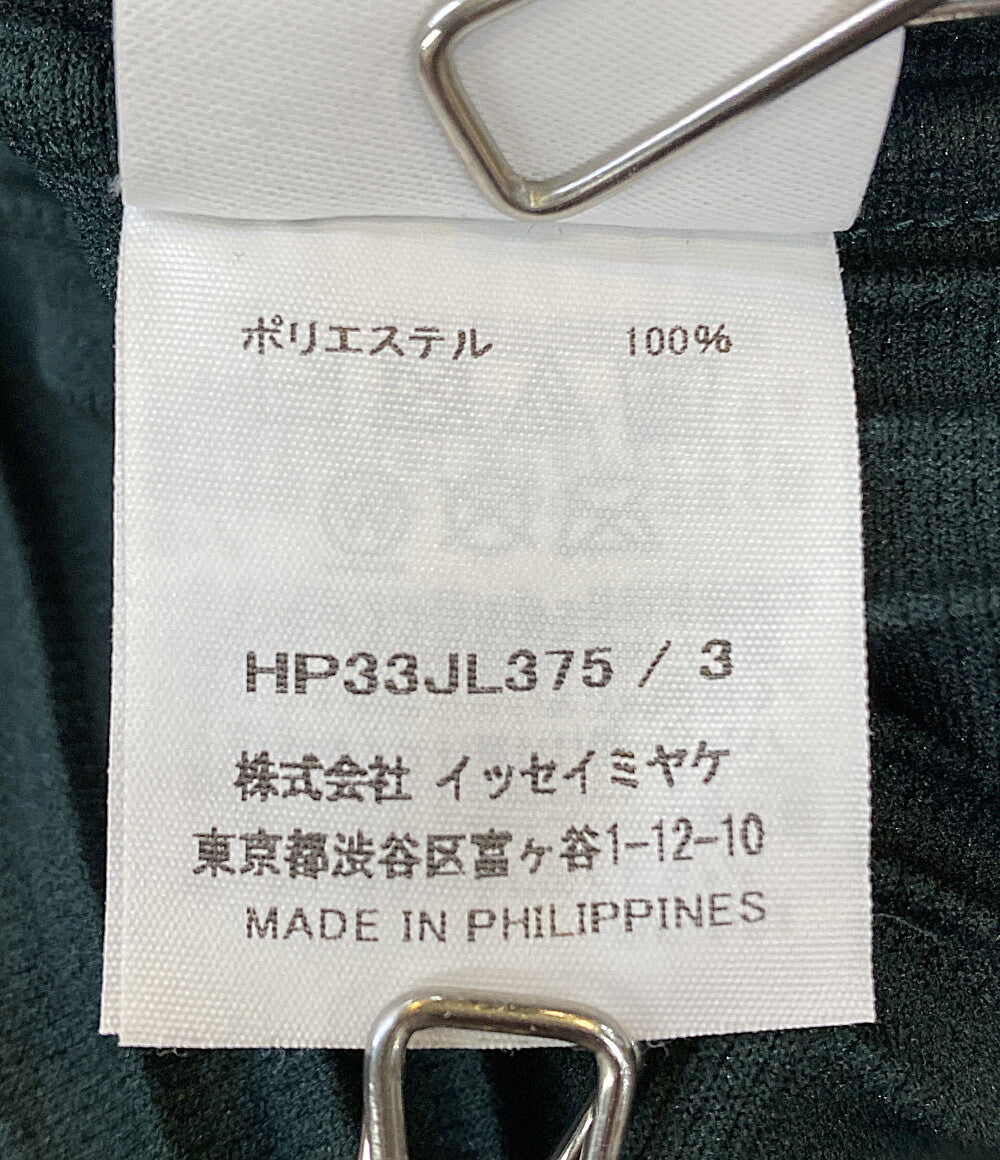 ポリエステル 100%
HP33JL375 / 3
株式会社 イッセイミヤケ
東京都渋谷区富ヶ谷1-12-10
MADE IN PHILIPPINES